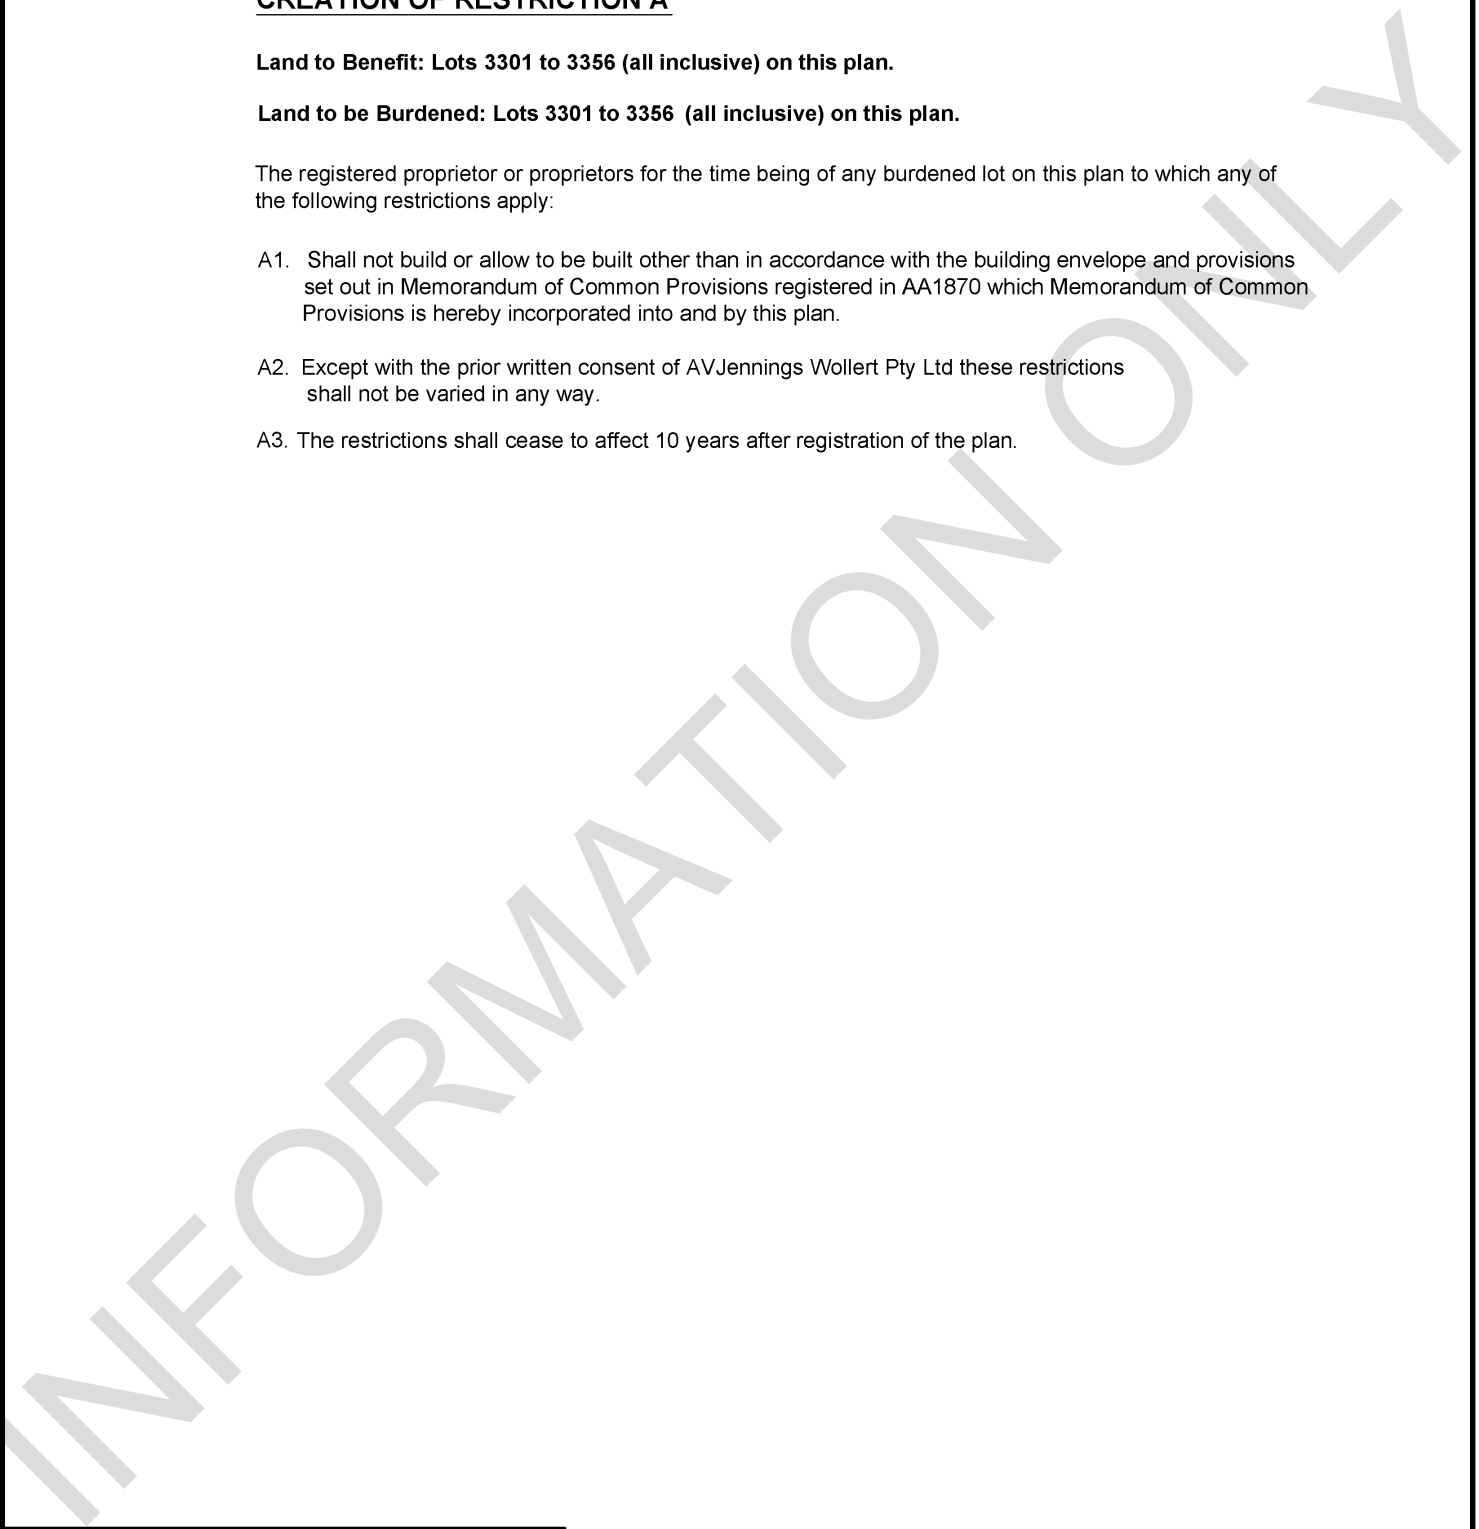 CREATION OF RESTRICTION A
Land to Benefit: Lots 3301 to 3356 (all inclusive) on this plan.
Land to be Burdened: Lots 3301 to 3356 (all inclusive) on this plan.
The registered proprietor or proprietors for the time being of any burdened lot on this plan to which any of
the following restrictions apply:
A1. Shall not build or allow to be built other than in accordance with the building envelope and provisions
set out in Memorandum of Common Provisions registered in AA1870 which Memorandum of Common
Provisions is hereby incorporated into and by this plan.
A2. Except with the prior written consent of AVJennings Wollert Pty Ltd these restrictions
shall not be varied in any way.
A3. The restrictions shall cease to affect 10 years after registration of the plan.
INFORMATION ONLY